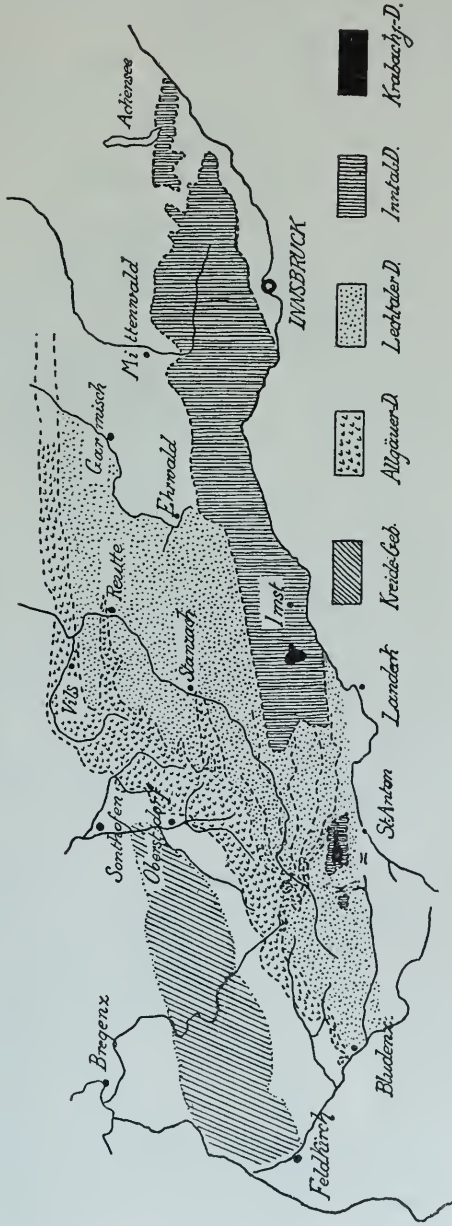 Bregenz
Feldkirch
Bludenz
Sonthofen
Oberstdorf
Vils
Reutte
Stanzach
Garmisch
Ehrwald
Mittenwald
Achensee
INNSBRUCK
Imst
Landeck
St.Anton
Kreide-Geb.
Allgäuer-D.
Lechtaler-D.
Inntal.D.
Krabachj.-D.